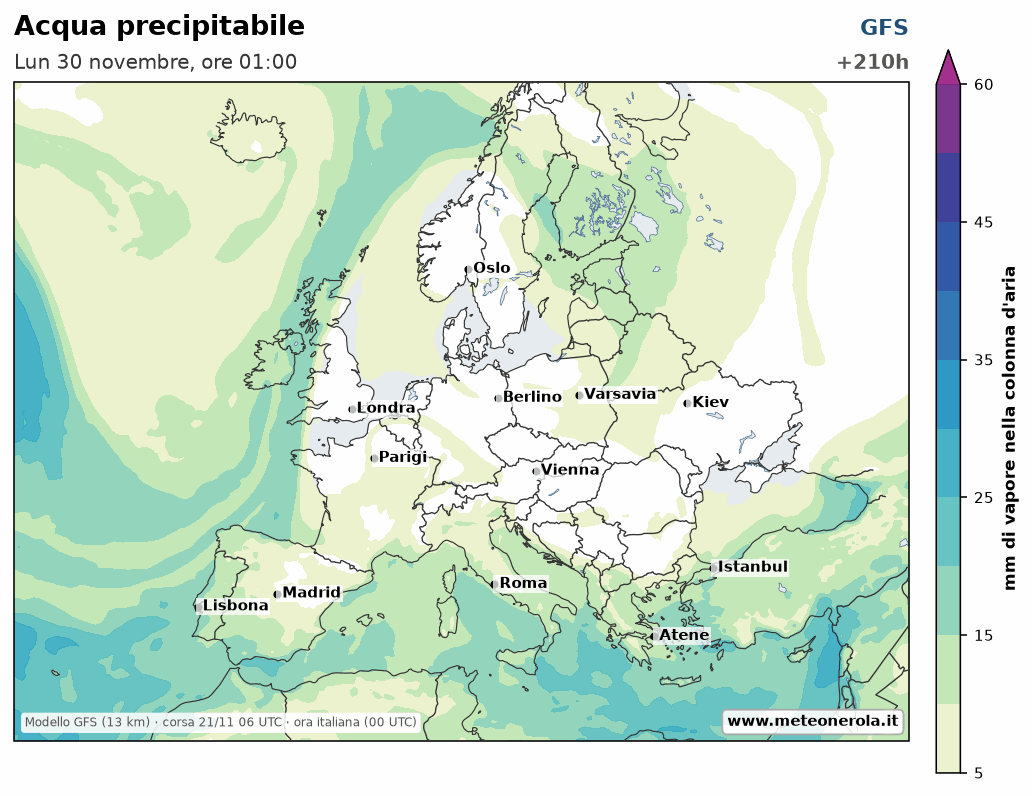 Acqua precipitabile
GFS
Lun 30 novembre, ore 01:00
+210h
60
45
35
25
15
5
mm di vapore nella colonna d'aria
Oslo
Londra
Berlino
Varsavia
Kiev
Parigi
Vienna
Istanbul
Roma
Madrid
Lisbona
Atene
Modello GFS (13 km) · corsa 21/11 06 UTC · ora italiana (00 UTC)
www.meteonerola.it